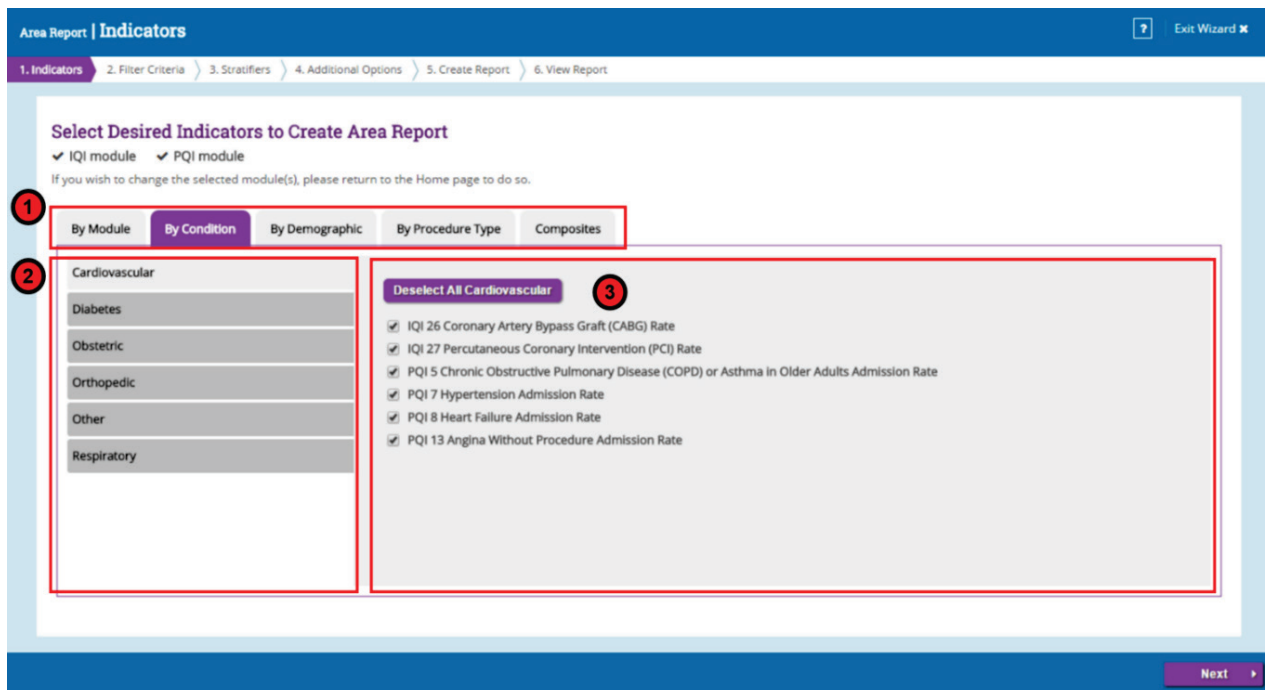 Area Report | Indicators
? Exit Wizard ✖
1. Indicators 2. Filter Criteria 3. Stratifiers 4. Additional Options 5. Create Report 6. View Report
Select Desired Indicators to Create Area Report
✔ IQI module ✔ PQI module
If you wish to change the selected module(s), please return to the Home page to do so.
1
By Module By Condition By Demographic By Procedure Type Composites
2
Cardiovascular
Diabetes
Obstetric
Orthopedic
Other
Respiratory
Deselect All Cardiovascular
3
IQI 26 Coronary Artery Bypass Graft (CABG) Rate
IQI 27 Percutaneous Coronary Intervention (PCI) Rate
PQI 5 Chronic Obstructive Pulmonary Disease (COPD) or Asthma in Older Adults Admission Rate
PQI 7 Hypertension Admission Rate
PQI 8 Heart Failure Admission Rate
PQI 13 Angina Without Procedure Admission Rate
Next